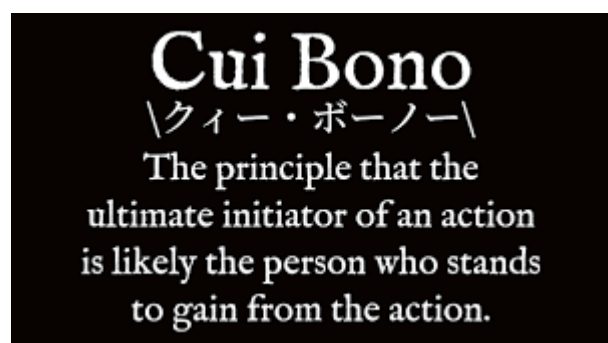 Cui Bono
\クィー・ボーノー\
The principle that the
ultimate initiator of an action
is likely the person who stands
to gain from the action.